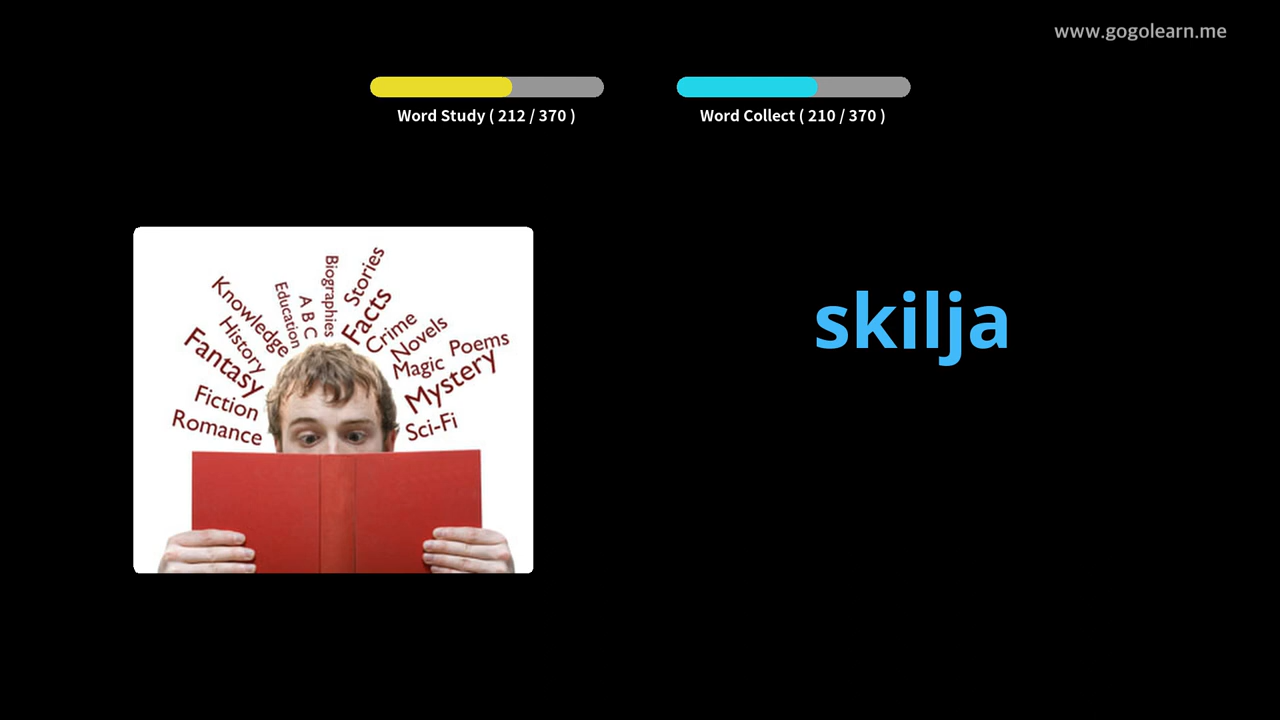 www.gogolearn.me
Word Study ( 212 / 370 )
Word Collect ( 210 / 370 )
skilja
Romance
Fiction
Fantasy
History
Knowledge
Education
A B C
Biographies
Stories
Facts
Crime
Novels
Magic
Poems
Mystery
Sci-Fi